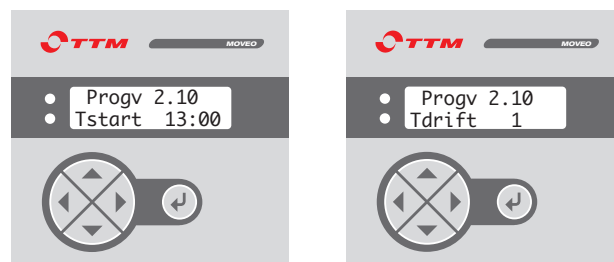 TTM MOVEO
Progv 2.10
Tstart 13:00
TTM MOVEO
Progv 2.10
Tdrift 1